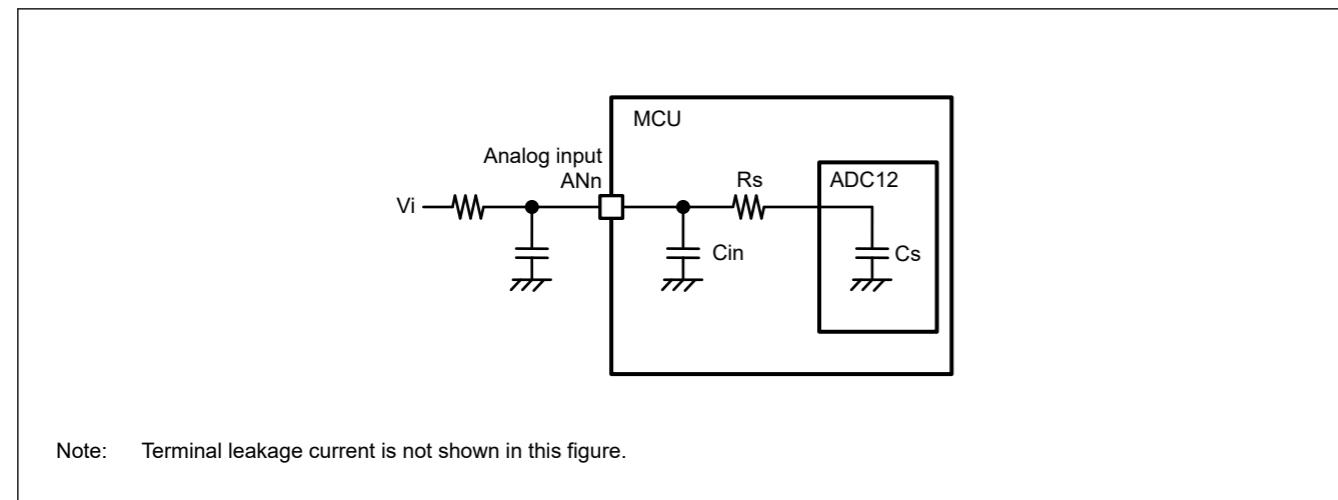 MCU
Analog input
ANn
Rs
ADC12
Vi
Cin
Cs
Note: Terminal leakage current is not shown in this figure.